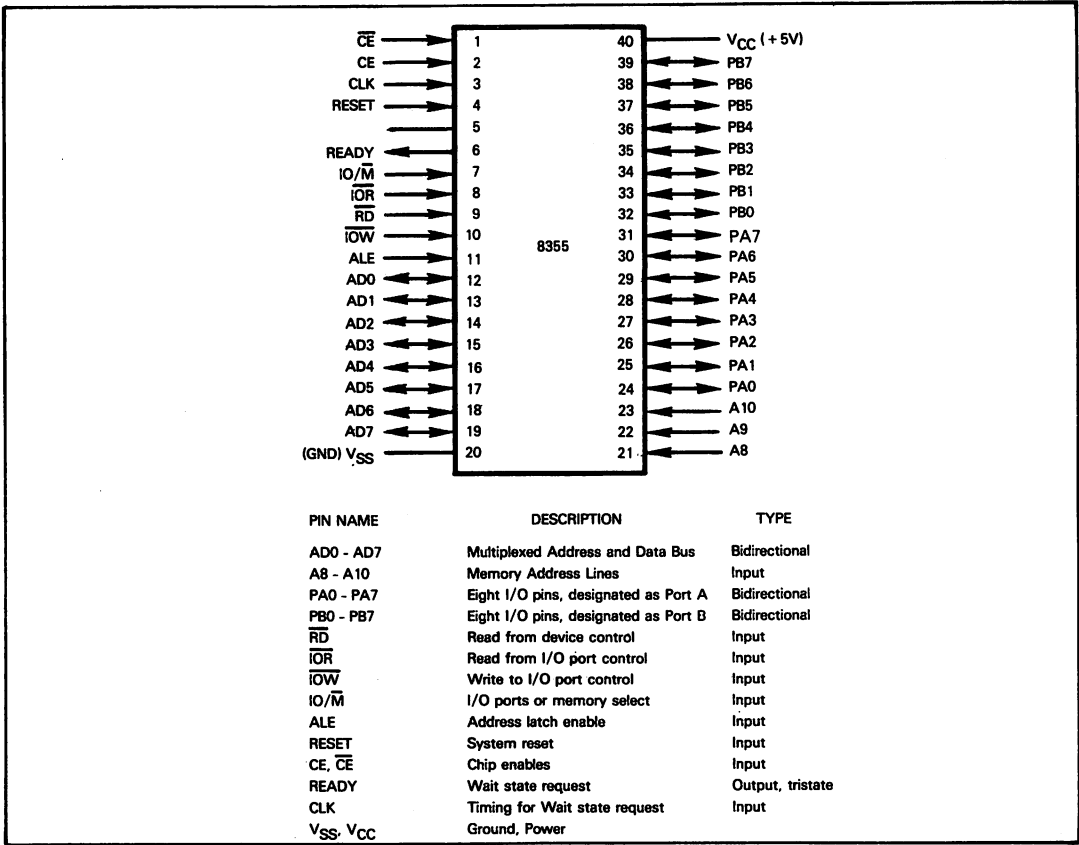 C̅E̅ 1 40 VCC (+5V)
CE 2 39 PB7
CLK 3 38 PB6
RESET 4 37 PB5
5 36 PB4
READY 6 35 PB3
IO/M̅ 7 34 PB2
I̅O̅R̅ 8 33 PB1
R̅D̅ 9 32 PB0
I̅O̅W̅ 10 31 PA7
8355
ALE 11 30 PA6
AD0 12 29 PA5
AD1 13 28 PA4
AD2 14 27 PA3
AD3 15 26 PA2
AD4 16 25 PA1
AD5 17 24 PA0
AD6 18 23 A10
AD7 19 22 A9
(GND) VSS 20 21 A8
PIN NAME DESCRIPTION TYPE
AD0 - AD7 Multiplexed Address and Data Bus Bidirectional
A8 - A10 Memory Address Lines Input
PA0 - PA7 Eight I/O pins, designated as Port A Bidirectional
PB0 - PB7 Eight I/O pins, designated as Port B Bidirectional
R̅D̅ Read from device control Input
I̅O̅R̅ Read from I/O port control Input
I̅O̅W̅ Write to I/O port control Input
IO/M̅ I/O ports or memory select Input
ALE Address latch enable Input
RESET System reset Input
CE, C̅E̅ Chip enables Input
READY Wait state request Output, tristate
CLK Timing for Wait state request Input
VSS, VCC Ground, Power